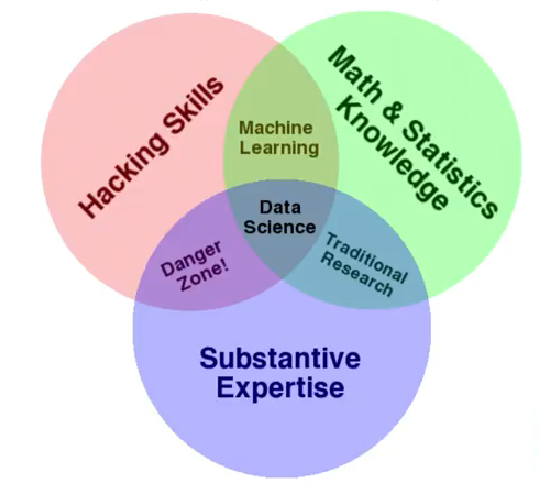 Hacking Skills
Math & Statistics
Knowledge
Machine
Learning
Data
Science
Danger
Zone!
Traditional
Research
Substantive
Expertise